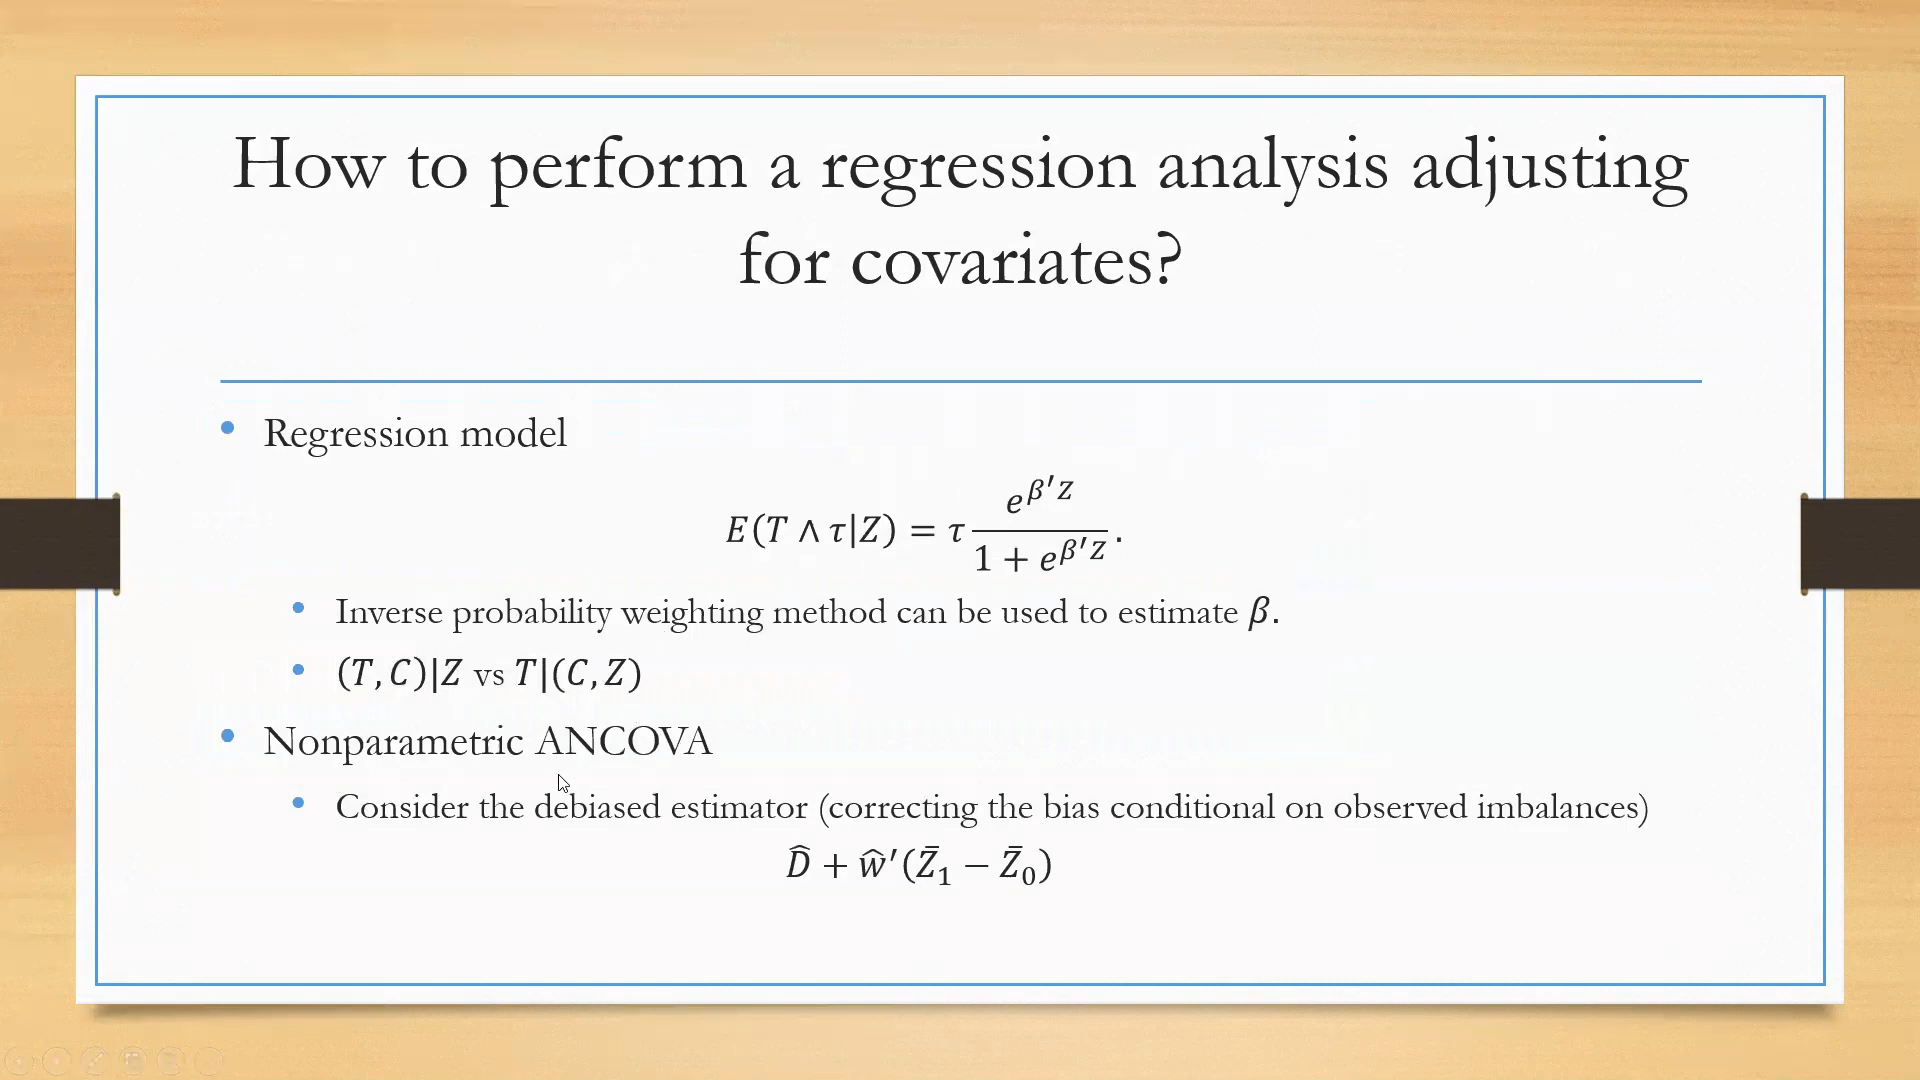 How to perform a regression analysis adjusting
for covariates?
• Regression model
E(T ∧ τ|Z) = τ e^{β′Z} / (1 + e^{β′Z}).
• Inverse probability weighting method can be used to estimate β.
• (T, C)|Z vs T|(C, Z)
• Nonparametric ANCOVA
• Consider the debiased estimator (correcting the bias conditional on observed imbalances)
D̂ + ŵ′(Z̄₁ − Z̄₀)